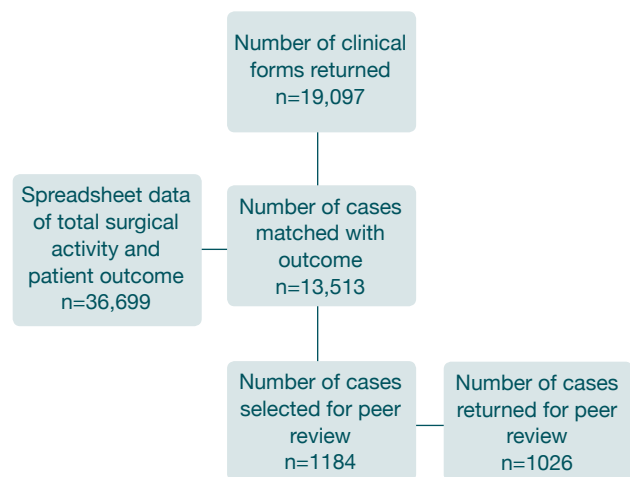 Number of clinical
forms returned
n=19,097
Spreadsheet data
of total surgical
activity and
patient outcome
n=36,699
Number of cases
matched with
outcome
n=13,513
Number of cases
selected for peer
review
n=1184
Number of cases
returned for peer
review
n=1026